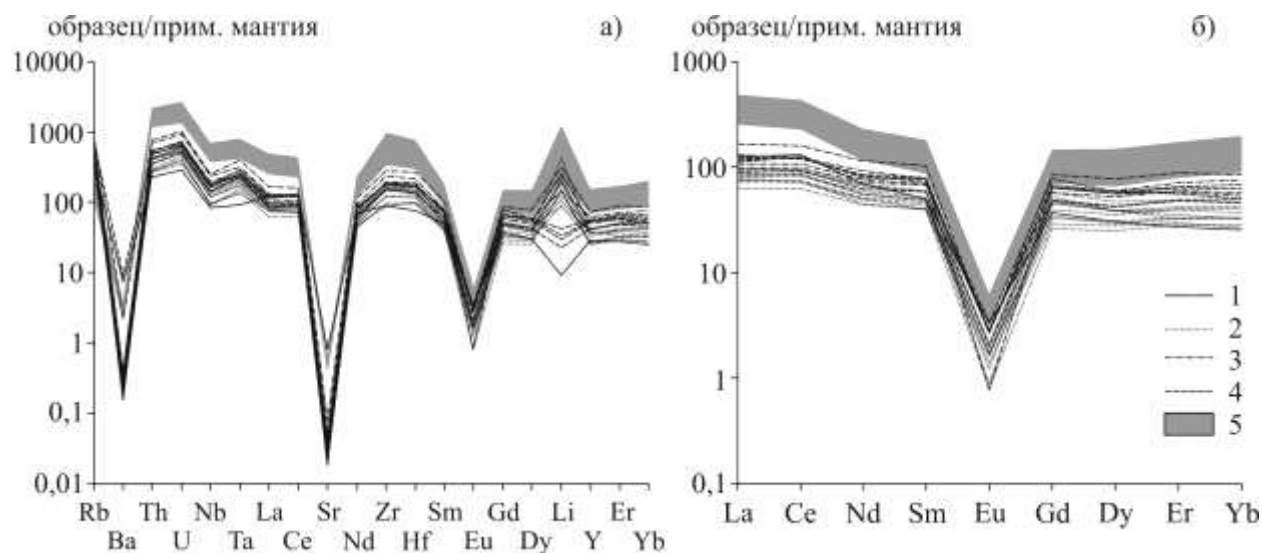 образец/прим. мантия
а)
10000
1000
100
10
1
0,1
0,01
Rb Th Nb La Sr Zr Sm Gd Li Er
Ba U Ta Ce Nd Hf Eu Dy Y Yb
образец/прим. мантия
б)
1000
100
10
1
0,1
La Ce Nd Sm Eu Gd Dy Er Yb
1
2
3
4
5